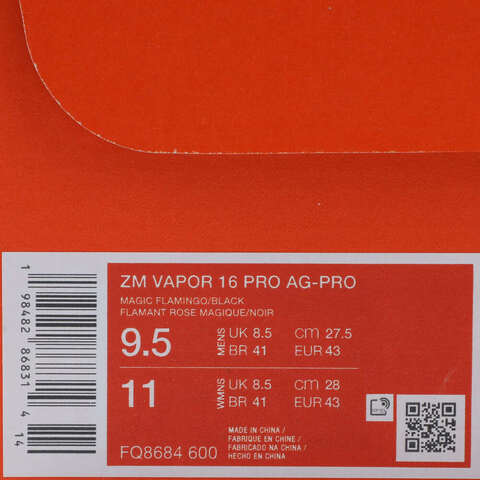 ZM VAPOR 16 PRO AG-PRO
MAGIC FLAMINGO/BLACK
FLAMANT ROSE MAGIQUE/NOIR
9.5 MENS UK 8.5 CM 27.5
BR 41 EUR 43
11 WMNS UK 8.5 CM 28
BR 41 EUR 43
FQ8684 600
MADE IN CHINA /
FABRIQUE EN CHINE /
FABRICADO NA CHINA /
HECHO EN CHINA
1 98482 86831 4 14